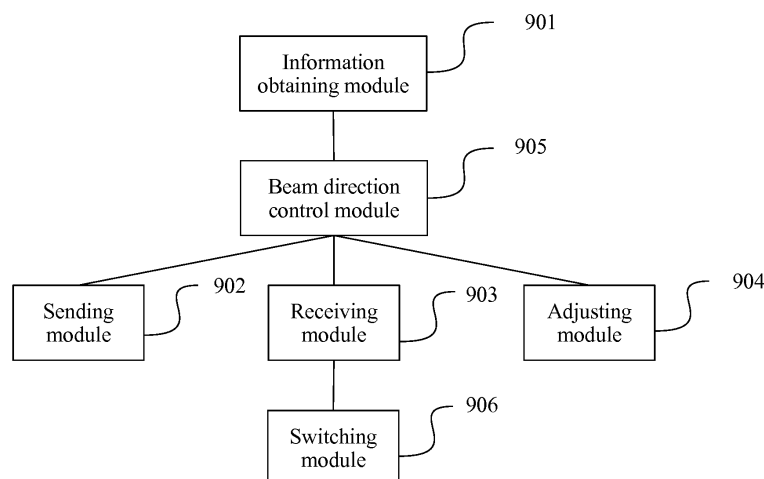 901
Information
obtaining module
905
Beam direction
control module
902
Sending
module
903
Receiving
module
904
Adjusting
module
906
Switching
module